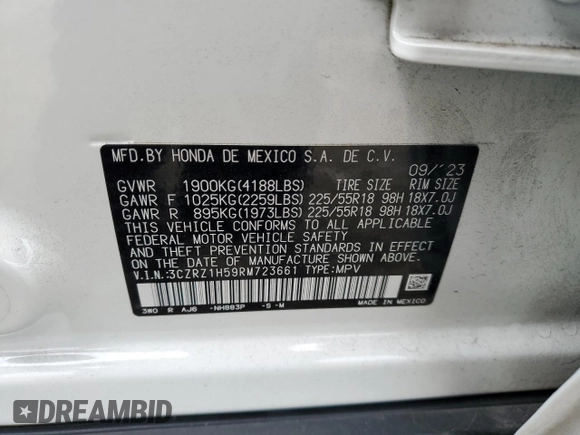 MFD.BY HONDA DE MEXICO S.A. DE C.V.
09/'23
GVWR 1900KG(4188LBS) TIRE SIZE RIM SIZE
GAWR F 1025KG(2259LBS) 225/55R18 98H 18X7.0J
GAWR R 895KG(1973LBS) 225/55R18 98H 18X7.0J
THIS VEHICLE CONFORMS TO ALL APPLICABLE
FEDERAL MOTOR VEHICLE SAFETY, BUMPER,
AND THEFT PREVENTION STANDARDS IN EFFECT
ON THE DATE OF MANUFACTURE SHOWN ABOVE.
V.I.N.:3CZRZ1H59RM723661 TYPE:MPV
3W0 R AJ6 -NH883P -S -M
MADE IN MEXICO
DREAMBID